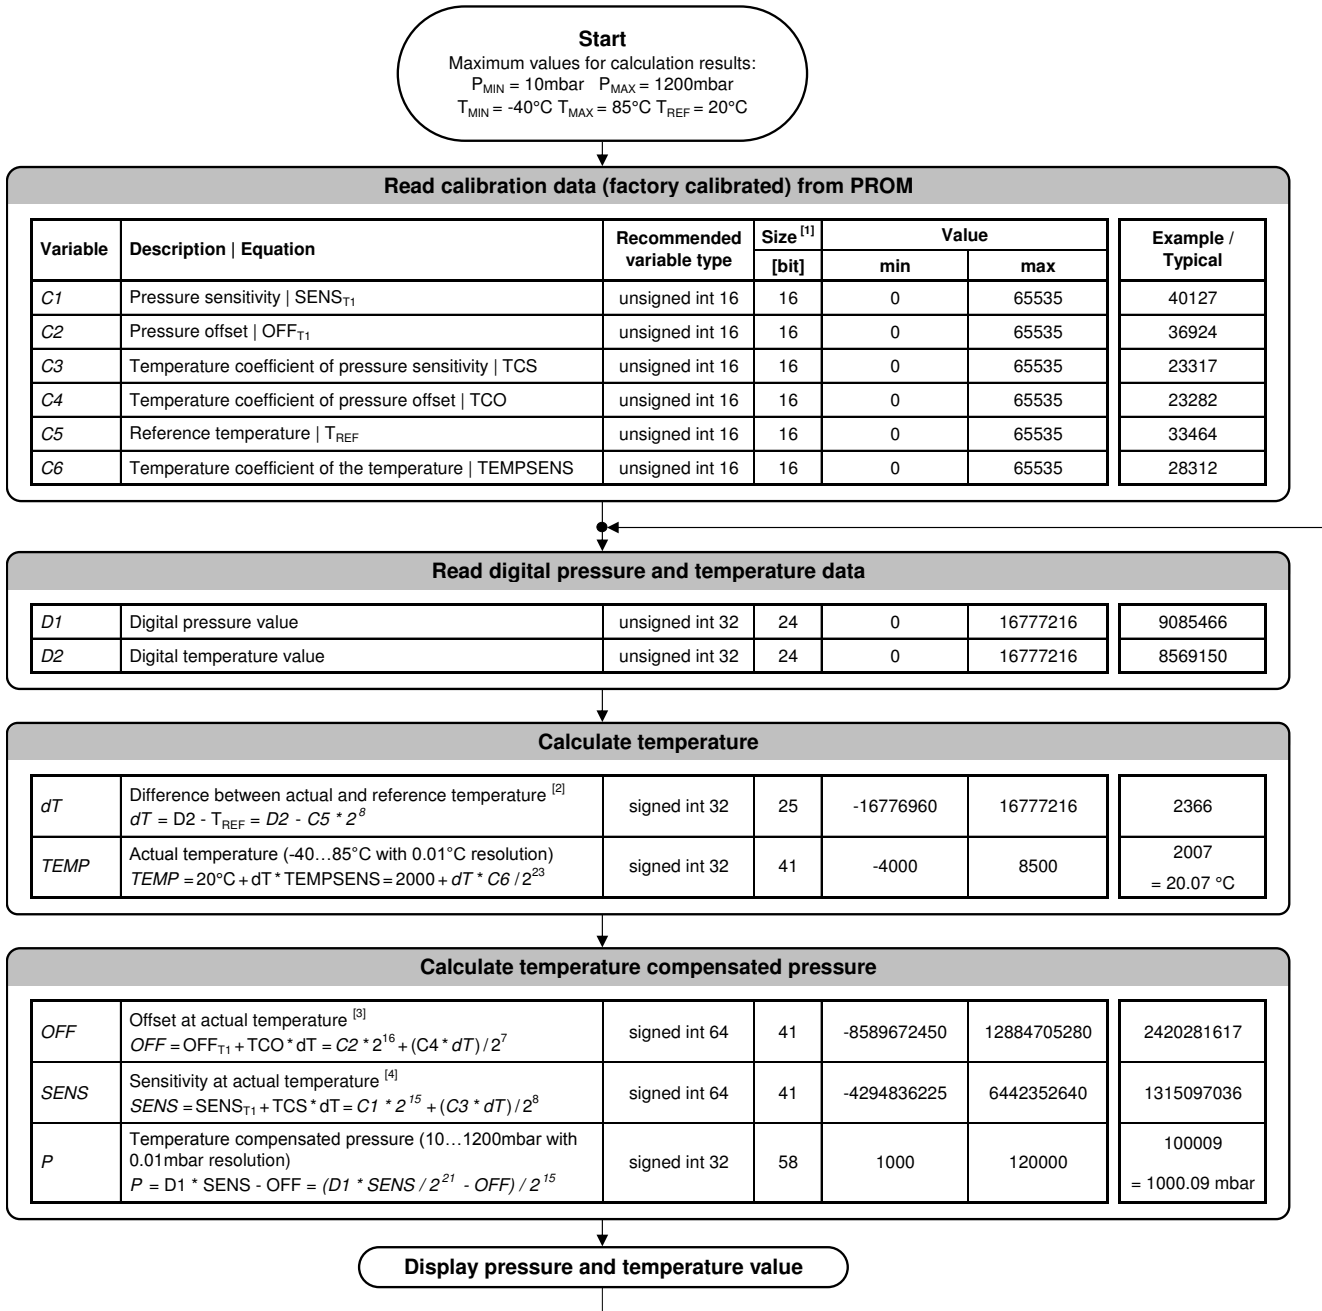 Start
Maximum values for calculation results:
P_MIN = 10mbar P_MAX = 1200mbar
T_MIN = -40°C T_MAX = 85°C T_REF = 20°C
Read calibration data (factory calibrated) from PROM
Variable Description | Equation Recommended variable type Size [1] [bit] Value min max Example / Typical
C1 Pressure sensitivity | SENS_T1 unsigned int 16 16 0 65535 40127
C2 Pressure offset | OFF_T1 unsigned int 16 16 0 65535 36924
C3 Temperature coefficient of pressure sensitivity | TCS unsigned int 16 16 0 65535 23317
C4 Temperature coefficient of pressure offset | TCO unsigned int 16 16 0 65535 23282
C5 Reference temperature | T_REF unsigned int 16 16 0 65535 33464
C6 Temperature coefficient of the temperature | TEMPSENS unsigned int 16 16 0 65535 28312
Read digital pressure and temperature data
D1 Digital pressure value unsigned int 32 24 0 16777216 9085466
D2 Digital temperature value unsigned int 32 24 0 16777216 8569150
Calculate temperature
dT Difference between actual and reference temperature [2]
dT = D2 - T_REF = D2 - C5 * 2^8 signed int 32 25 -16776960 16777216 2366
TEMP Actual temperature (-40…85°C with 0.01°C resolution)
TEMP = 20°C + dT * TEMPSENS = 2000 + dT * C6 / 2^23 signed int 32 41 -4000 8500 2007
= 20.07 °C
Calculate temperature compensated pressure
OFF Offset at actual temperature [3]
OFF = OFF_T1 + TCO * dT = C2 * 2^16 + (C4 * dT) / 2^7 signed int 64 41 -8589672450 12884705280 2420281617
SENS Sensitivity at actual temperature [4]
SENS = SENS_T1 + TCS * dT = C1 * 2^15 + (C3 * dT) / 2^8 signed int 64 41 -4294836225 6442352640 1315097036
P Temperature compensated pressure (10…1200mbar with
0.01mbar resolution)
P = D1 * SENS - OFF = (D1 * SENS / 2^21 - OFF) / 2^15 signed int 32 58 1000 120000 100009
= 1000.09 mbar
Display pressure and temperature value